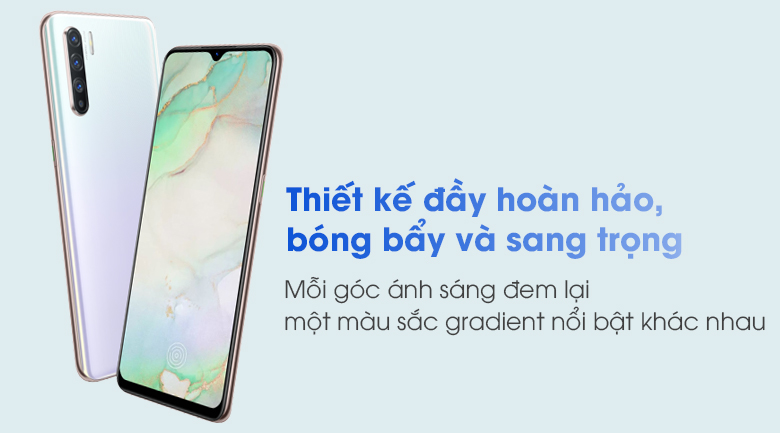 Thiết kế đầy hoàn hảo,
bóng bẩy và sang trọng
Mỗi góc ánh sáng đem lại
một màu sắc gradient nổi bật khác nhau